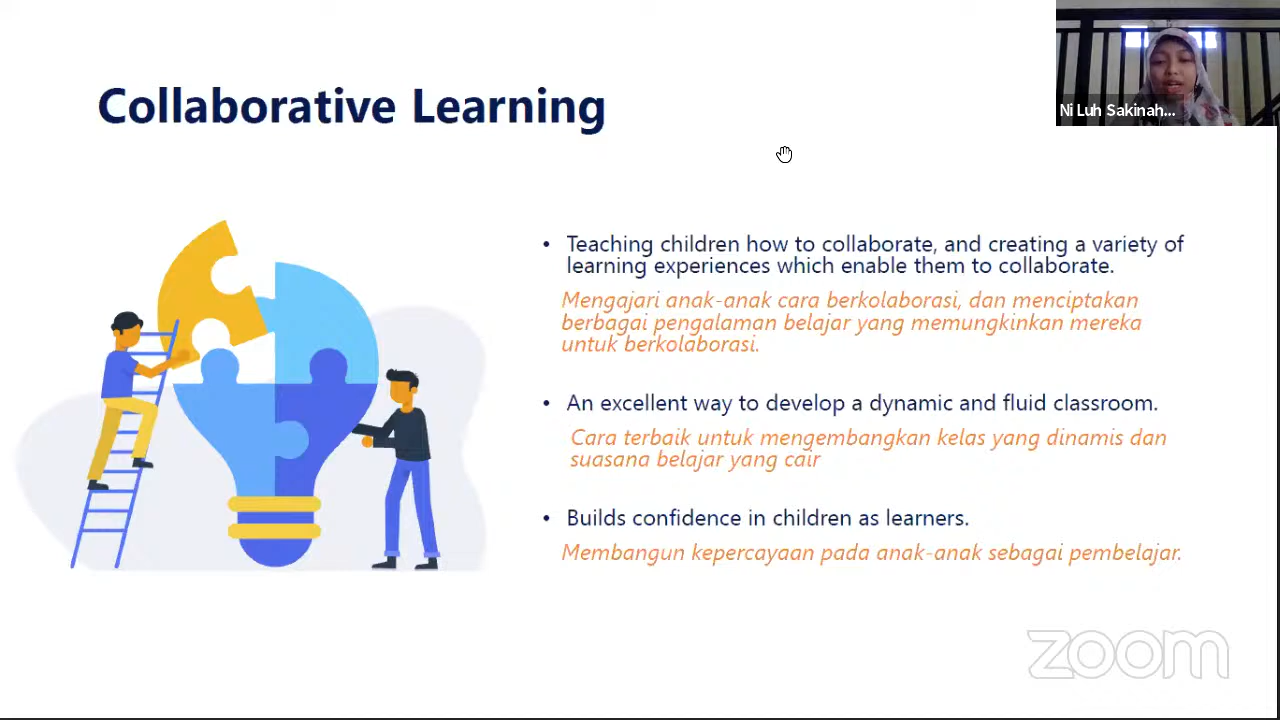 Collaborative Learning
Ni Luh Sakinah...
• Teaching children how to collaborate, and creating a variety of
learning experiences which enable them to collaborate.
Mengajari anak-anak cara berkolaborasi, dan menciptakan
berbagai pengalaman belajar yang memungkinkan mereka
untuk berkolaborasi.
• An excellent way to develop a dynamic and fluid classroom.
Cara terbaik untuk mengembangkan kelas yang dinamis dan
suasana belajar yang cair
• Builds confidence in children as learners.
Membangun kepercayaan pada anak-anak sebagai pembelajar.
zoom